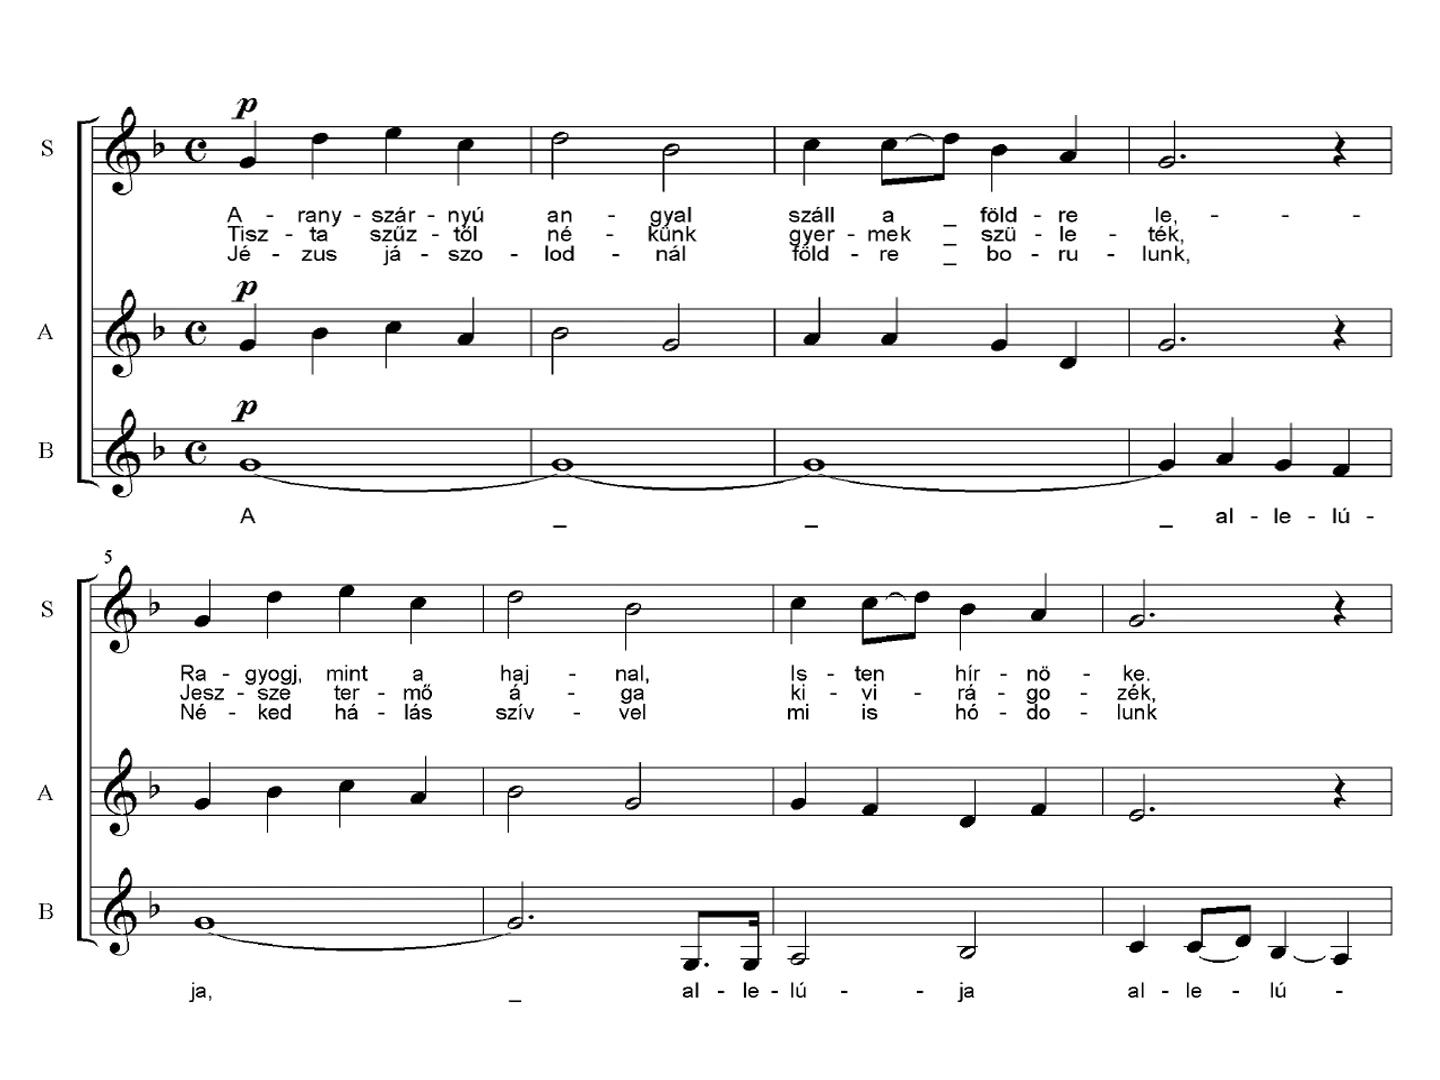 p
S
A - rany - szár - nyú an - gyal száll a _ föld - re le, - - -
Tisz - ta szűz - től né - künk gyer - mek _ szü - le - ték,
Jé - zus já - szo - lod - nál föld - re _ bo - ru - lunk,
p
A
p
B
A _ _ _ al - le - lú -
5
S
Ra - gyogj, mint a haj - nal, Is - ten hír - nö - ke.
Jesz - sze ter - mő á - ga ki - vi - rá - go - zék,
Né - ked há - lás szív - vel mi is hó - do - lunk
A
B
ja, _ al - le - lú - - ja al - le - lú -